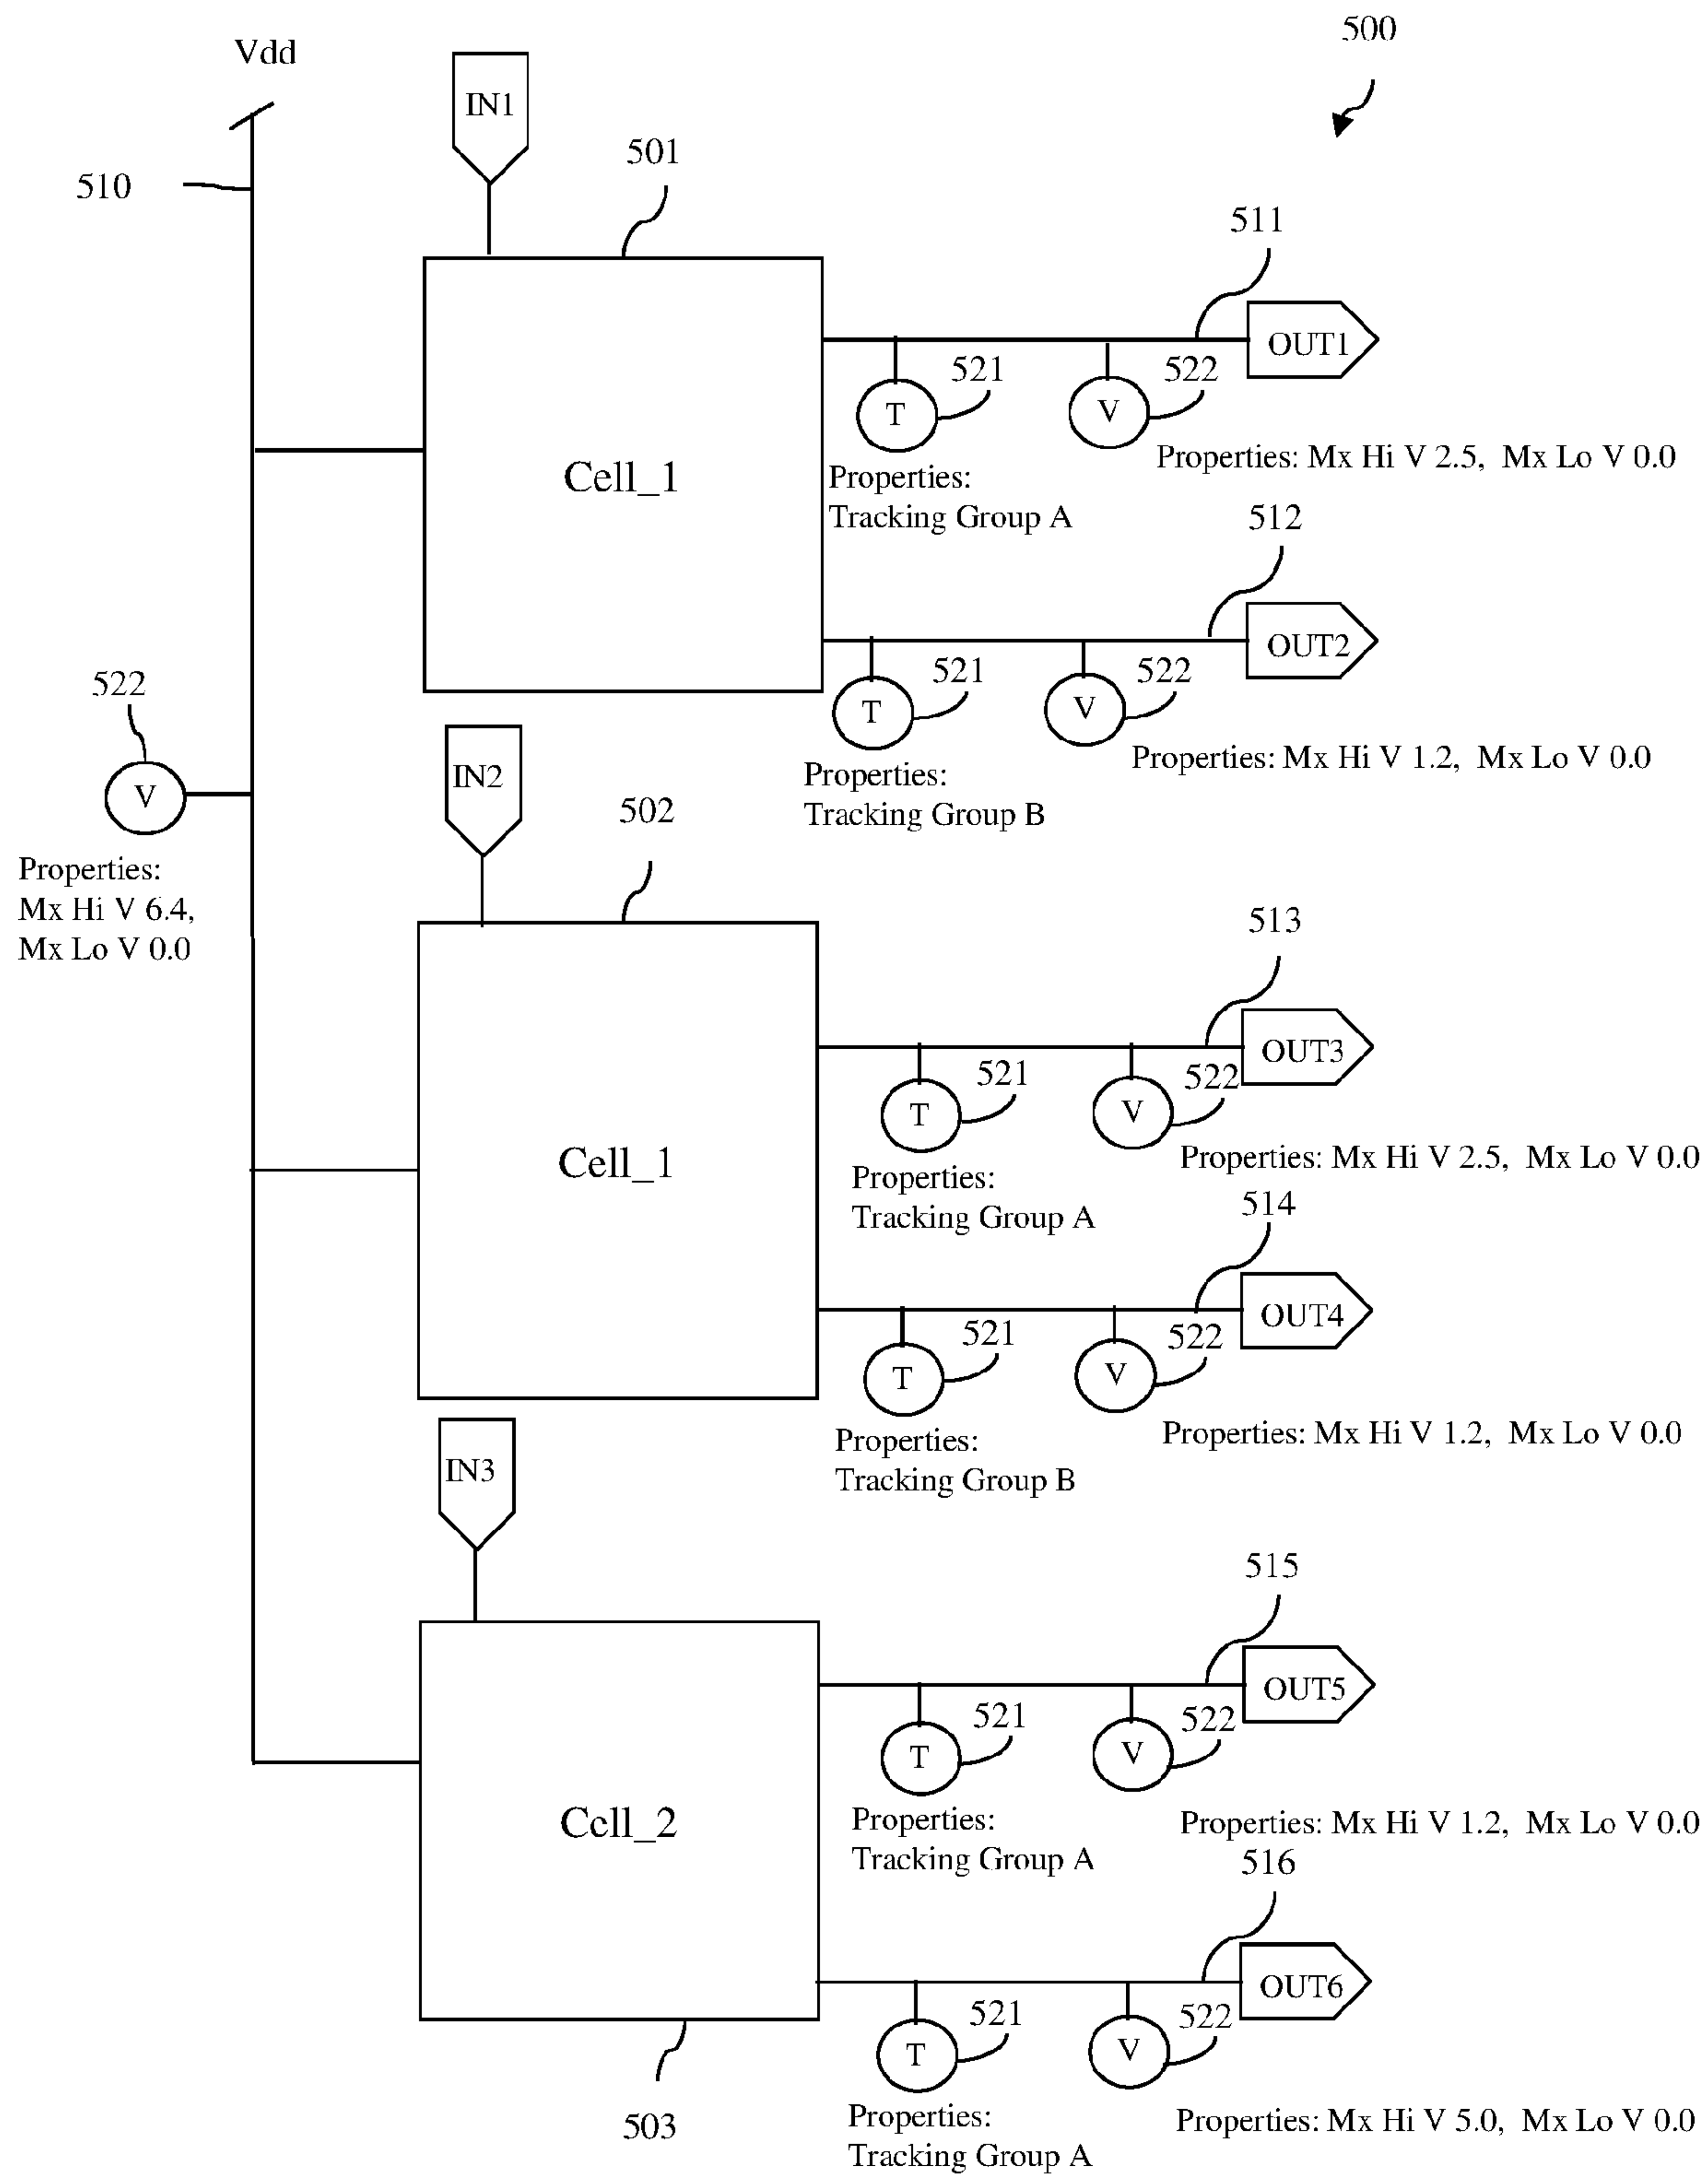 500
Vdd
IN1
510
501
511
OUT1
521
522
T
V
Properties: Mx Hi V 2.5, Mx Lo V 0.0
Cell_1
Properties:
Tracking Group A
512
OUT2
521
522
T
V
Properties: Mx Hi V 1.2, Mx Lo V 0.0
Properties:
Tracking Group B
522
V
Properties:
Mx Hi V 6.4,
Mx Lo V 0.0
IN2
502
513
OUT3
521
522
T
V
Properties: Mx Hi V 2.5, Mx Lo V 0.0
Cell_1
Properties:
Tracking Group A
514
OUT4
521
522
T
V
Properties: Mx Hi V 1.2, Mx Lo V 0.0
Properties:
Tracking Group B
IN3
515
OUT5
521
522
T
V
Properties: Mx Hi V 1.2, Mx Lo V 0.0
Cell_2
Properties:
Tracking Group A
516
OUT6
521
522
T
V
Properties: Mx Hi V 5.0, Mx Lo V 0.0
503
Properties:
Tracking Group A